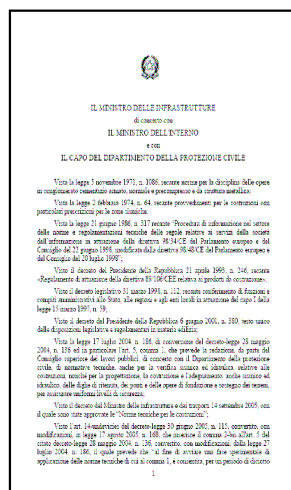 IL MINISTRO DELLE INFRASTRUTTURE
di concerto con
IL MINISTRO DELL'INTERNO
e con
IL CAPO DEL DIPARTIMENTO DELLA PROTEZIONE CIVILE
Vista la legge 5 novembre 1971, n. 1086, recante norme per la disciplina delle opere
in conglomerato cementizio armato, normale e precompresso e da struttura metallica;
Vista la legge 2 febbraio 1974, n. 64, recante provvedimenti per le costruzioni con
particolari prescrizioni per le zone sismiche;
Vista la legge 21 giugno 1986, n. 317 recante "Procedura di informazione nel settore
delle norme e regolamentazioni tecniche delle regole relative ai servizi della società
dell'informazione in attuazione della direttiva 98/34/CE del Parlamento europeo e del
Consiglio del 22 giugno 1998, modificata dalla direttiva 98/48/CE del Parlamento europeo e
del Consiglio del 20 luglio 1998";
Visto il decreto del Presidente della Repubblica 21 aprile 1993, n. 246, recante
«Regolamento di attuazione della direttiva 89/106/CEE relativa ai prodotti da costruzione»;
Visto il decreto legislativo 31 marzo 1998, n. 112, recante conferimento di funzioni e
compiti amministrativi allo Stato, alle regioni e agli enti locali in attuazione del capo I della
legge 15 marzo 1997, n. 59;
Visto il decreto del Presidente della Repubblica 6 giugno 2001, n. 380, testo unico
delle disposizioni legislative e regolamentari in materia edilizia;
Vista la legge 17 luglio 2004, n. 186, di conversione del decreto-legge 28 maggio
2004, n. 136 ed in particolare l'art. 5, comma 1, che prevede la redazione, da parte del
Consiglio superiore dei lavori pubblici, di concerto con il Dipartimento della protezione
civile, di normative tecniche, anche per la verifica sismica ed idraulica, relative alle
costruzioni, nonché per la progettazione, la costruzione e l'adeguamento, anche sismico ed
idraulico, delle dighe di ritenuta, dei ponti e delle opere di fondazione e sostegno dei terreni,
per assicurare uniformi livelli di sicurezza;
Visto il decreto del Ministro delle infrastrutture e dei trasporti 14 settembre 2005, con
il quale sono state approvate le "Norme tecniche per le costruzioni";
Visto l'art. 14-undevicies del decreto-legge 30 giugno 2005, n. 115, convertito, con
modificazioni, in legge 17 agosto 2005, n. 168, che inserisce il comma 2-bis all'art. 5 del
citato decreto-legge 28 maggio 2004, n. 136, convertito, con modificazioni, dalla legge 27
luglio 2004, n. 186, il quale prevede che "al fine di avviare una fase sperimentale di
applicazione delle norme tecniche di cui al comma 1, è consentita, per un periodo di diciotto
1